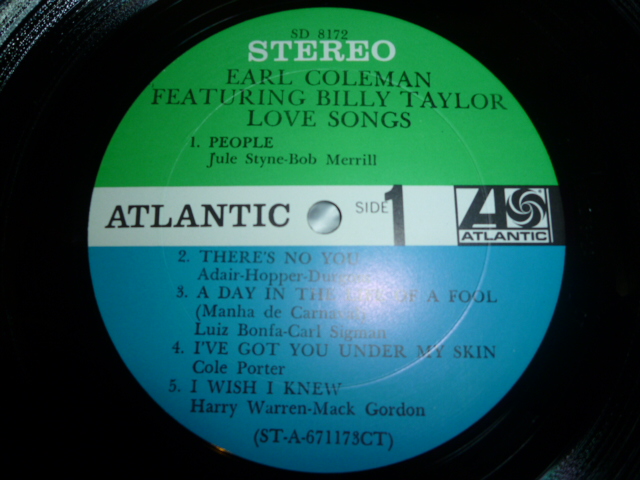 SD 8172
STEREO
EARL COLEMAN
FEATURING BILLY TAYLOR
LOVE SONGS
1. PEOPLE
Jule Styne-Bob Merrill
ATLANTIC
SIDE 1
ATLANTIC
2. THERE'S NO YOU
Adair-Hopper-
3. A DAY IN THE OF A FOOL
(Manha de Carnaval)
Luiz Bonfa-Carl Sigman
4. I'VE GOT YOU UNDER MY SKIN
Cole Porter
5. I WISH I KNEW
Harry Warren-Mack Gordon
(ST-A-671173CT)